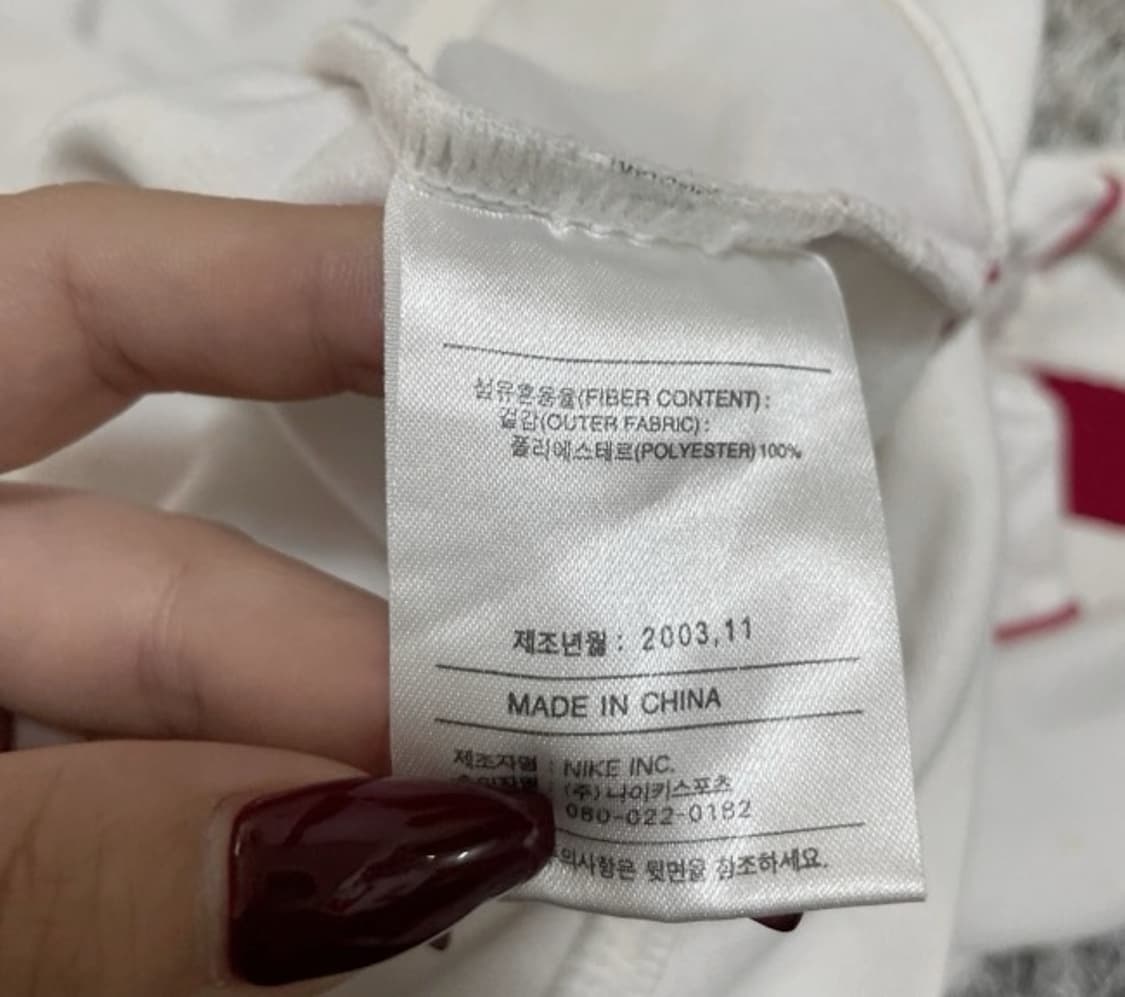 섬유혼용율(FIBER CONTENT):
겉감(OUTER FABRIC):
폴리에스테르(POLYESTER)100%
제조년월: 2003,11
MADE IN CHINA
제조자명 : NIKE INC.
: (주)나이키스포츠
080-022-0182
의사항은 뒷면을 참조하세요.